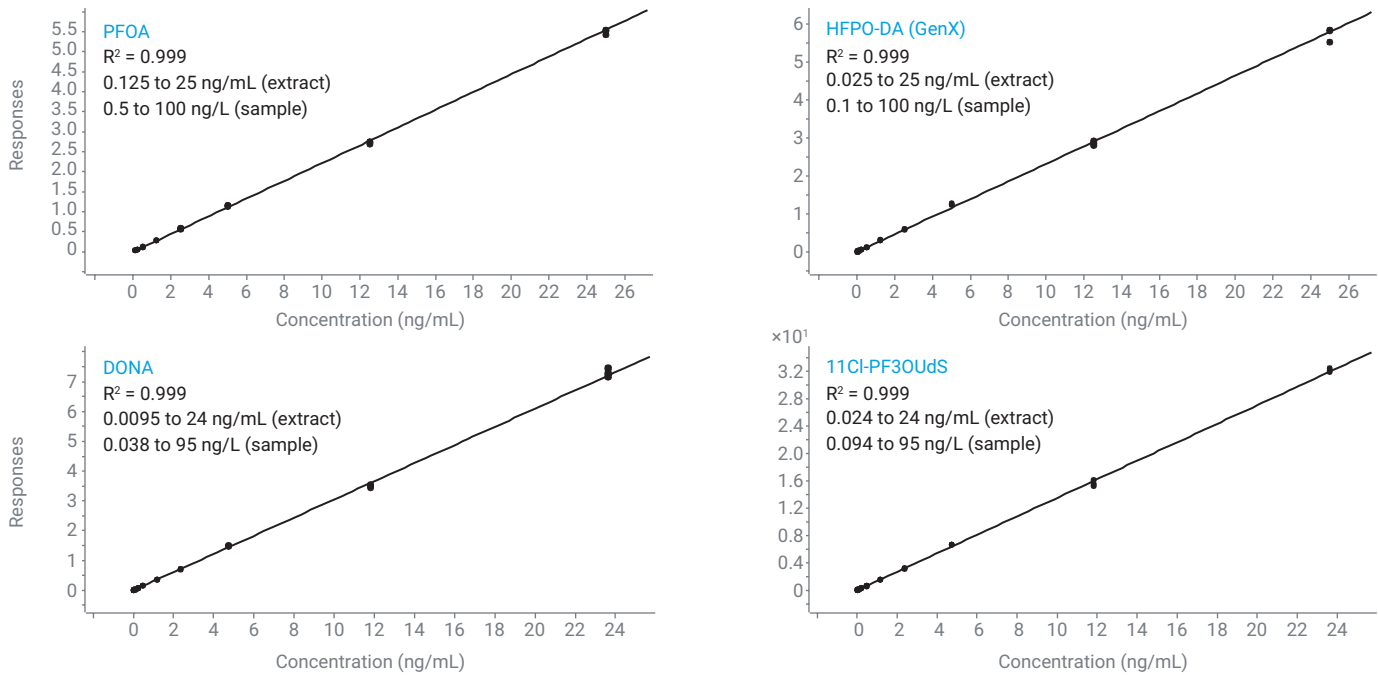 PFOA
R² = 0.999
0.125 to 25 ng/mL (extract)
0.5 to 100 ng/L (sample)
Responses
5.5
5.0
4.5
4.0
3.5
3.0
2.5
2.0
1.5
1.0
0.5
0
0 2 4 6 8 10 12 14 16 18 20 22 24 26
Concentration (ng/mL)
HFPO-DA (GenX)
R² = 0.999
0.025 to 25 ng/mL (extract)
0.1 to 100 ng/L (sample)
6
5
4
3
2
1
0
0 2 4 6 8 10 12 14 16 18 20 22 24 26
Concentration (ng/mL)
DONA
R² = 0.999
0.0095 to 24 ng/mL (extract)
0.038 to 95 ng/L (sample)
Responses
7
6
5
4
3
2
1
0
0 2 4 6 8 10 12 14 16 18 20 22 24
Concentration (ng/mL)
×10¹
11Cl-PF3OUdS
R² = 0.999
0.024 to 24 ng/mL (extract)
0.094 to 95 ng/L (sample)
3.2
2.8
2.4
2.0
1.6
1.2
0.8
0.4
0
0 2 4 6 8 10 12 14 16 18 20 22 24
Concentration (ng/mL)